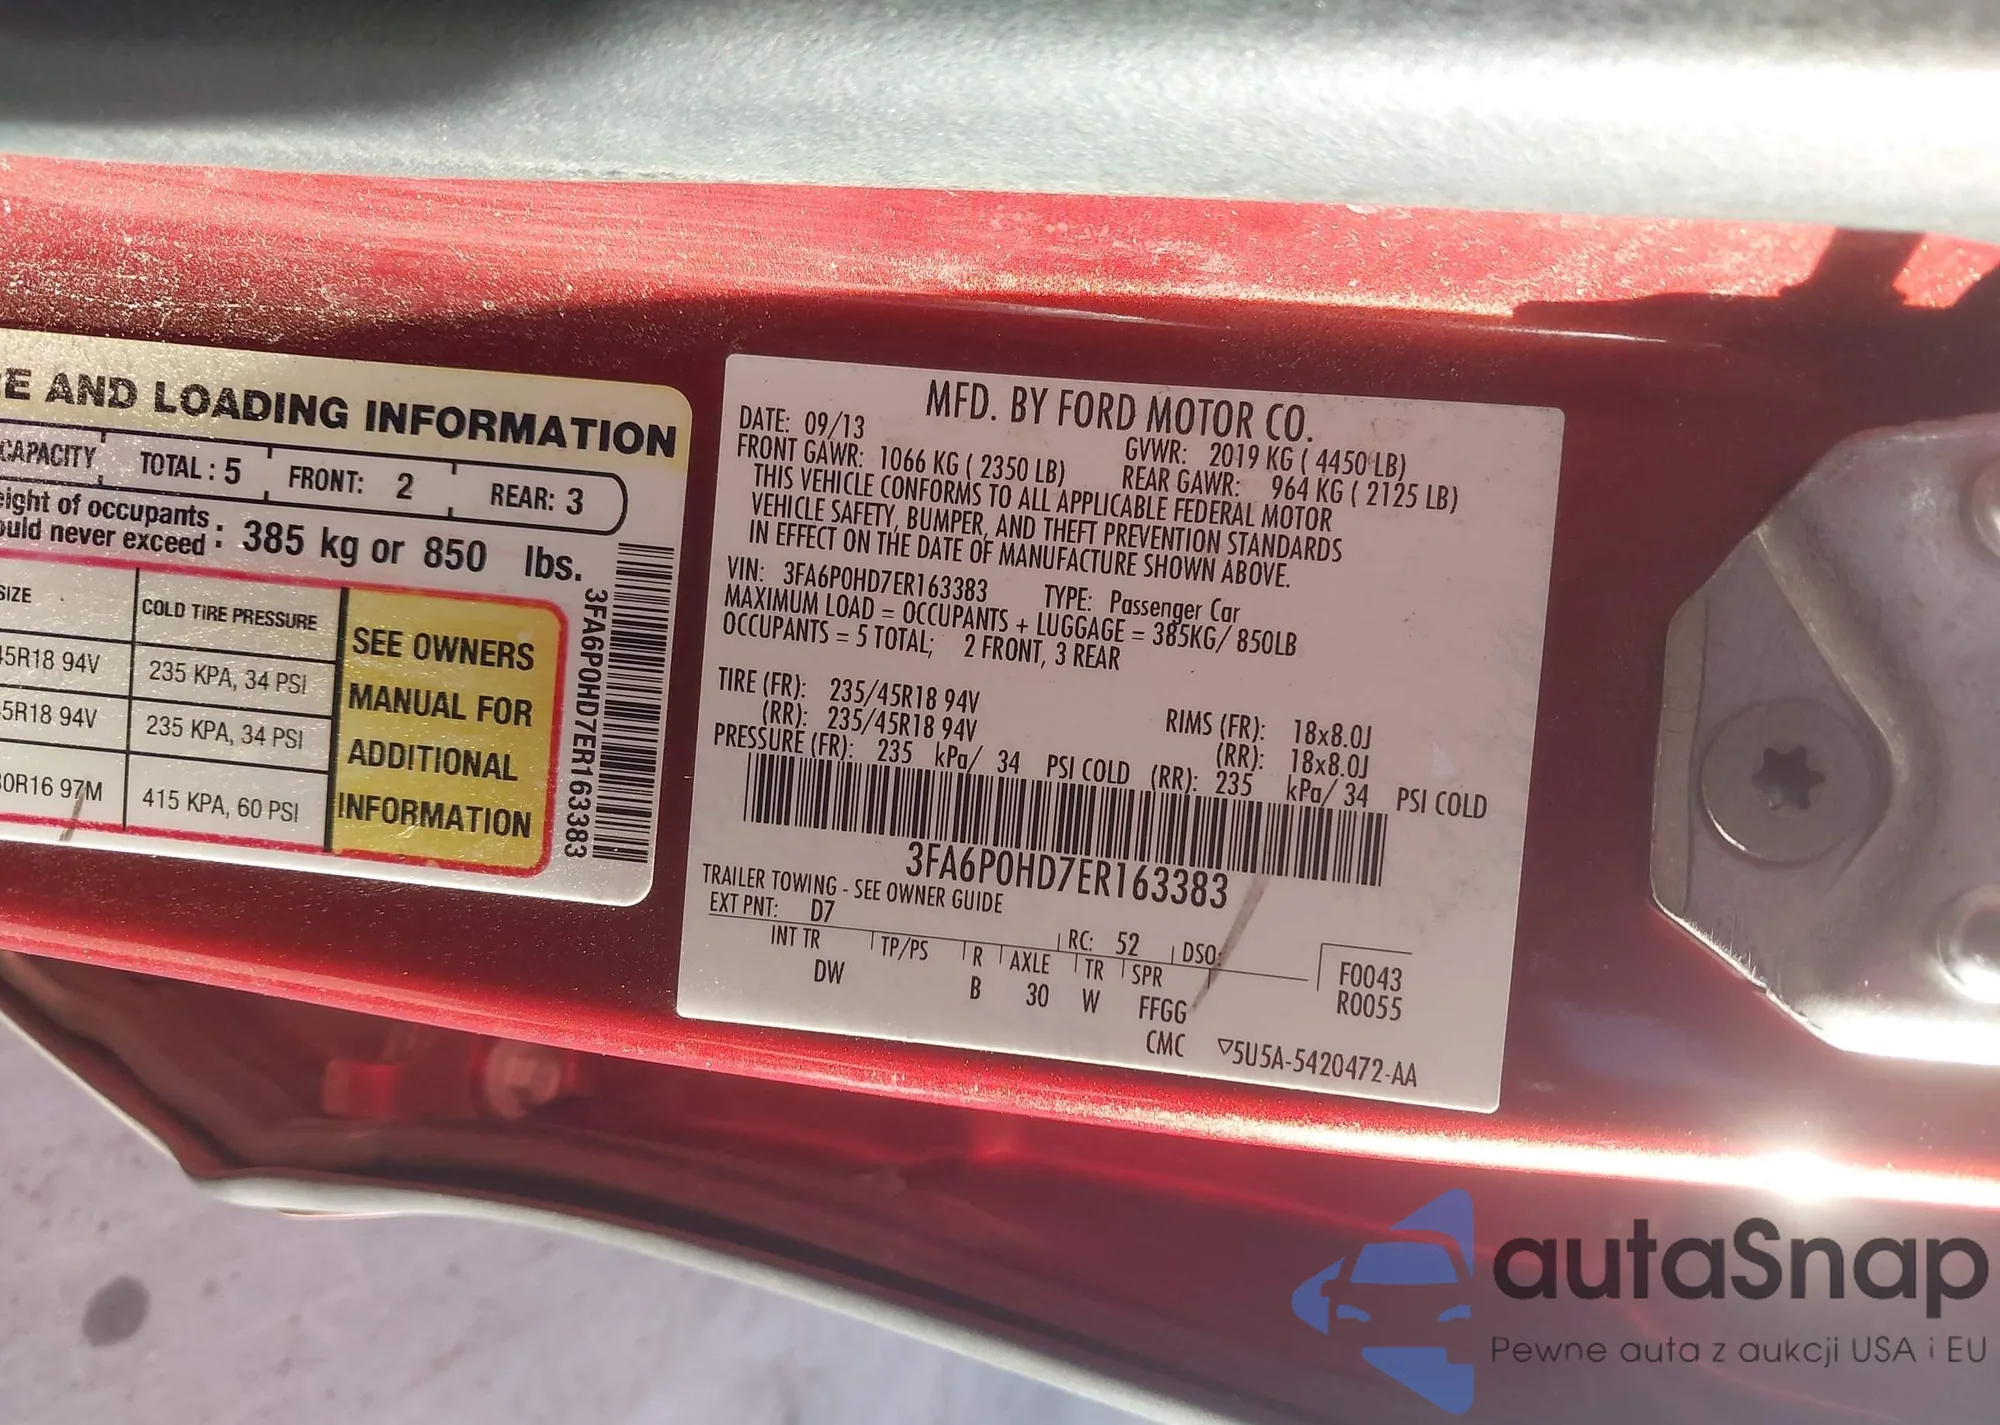 E AND LOADING INFORMATION
CAPACITY TOTAL : 5 FRONT: 2 REAR: 3
eight of occupants
ould never exceed : 385 kg or 850 lbs.
SIZE COLD TIRE PRESSURE
45R18 94V 235 KPA, 34 PSI
5R18 94V 235 KPA, 34 PSI
0R16 97M 415 KPA, 60 PSI
SEE OWNERS
MANUAL FOR
ADDITIONAL
INFORMATION
3FA6P0HD7ER163383
MFD. BY FORD MOTOR CO.
DATE: 09/13 GVWR: 2019 KG ( 4450 LB)
FRONT GAWR: 1066 KG ( 2350 LB) REAR GAWR: 964 KG ( 2125 LB)
THIS VEHICLE CONFORMS TO ALL APPLICABLE FEDERAL MOTOR
VEHICLE SAFETY, BUMPER, AND THEFT PREVENTION STANDARDS
IN EFFECT ON THE DATE OF MANUFACTURE SHOWN ABOVE.
VIN: 3FA6P0HD7ER163383 TYPE: Passenger Car
MAXIMUM LOAD = OCCUPANTS + LUGGAGE = 385KG/ 850LB
OCCUPANTS = 5 TOTAL; 2 FRONT, 3 REAR
TIRE (FR): 235/45R18 94V RIMS (FR): 18x8.0J
(RR): 235/45R18 94V (RR): 18x8.0J
PRESSURE (FR): 235 kPa/ 34 PSI COLD (RR): 235 kPa/ 34 PSI COLD
3FA6P0HD7ER163383
TRAILER TOWING - SEE OWNER GUIDE
EXT PNT: D7 RC: 52 DSO:
INT TR TP/PS R AXLE TR SPR F0043
DW B 30 W FFGG R0055
CMC ▽5U5A-5420472-AA
autaSnap
Pewne auta z aukcji USA i EU